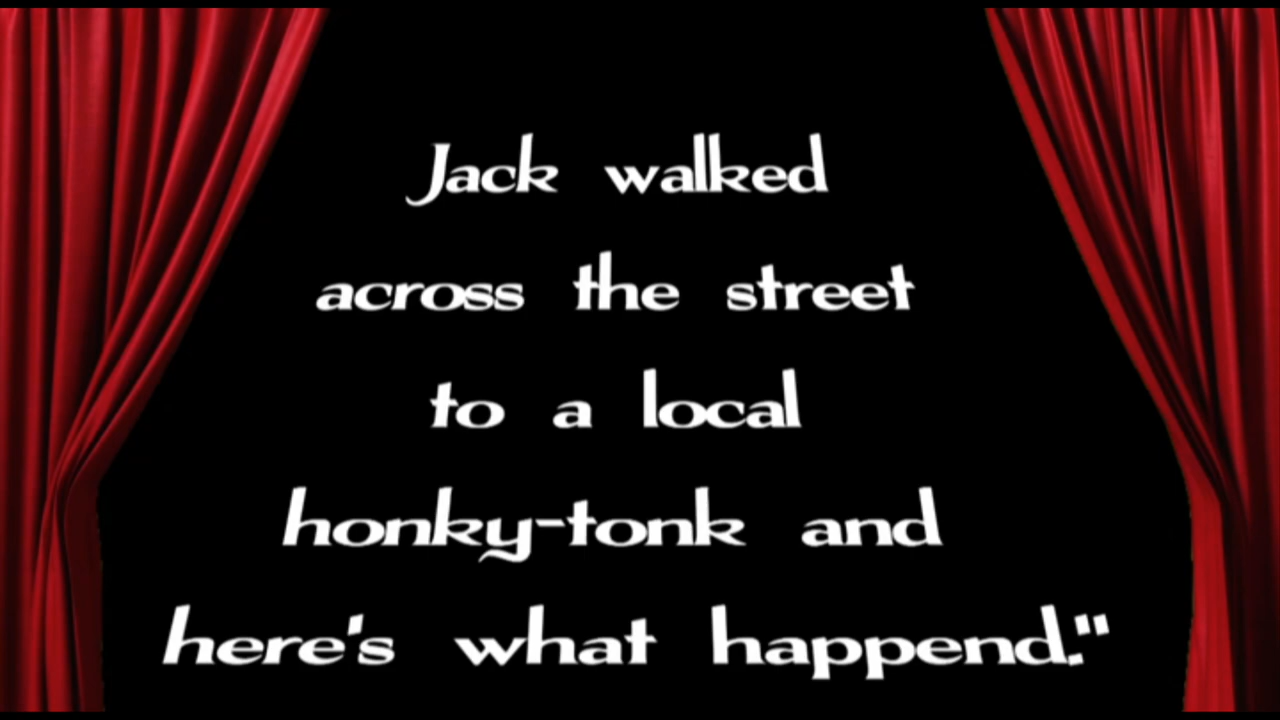 Jack walked
across the street
to a local
honky-tonk and
here's what happend."